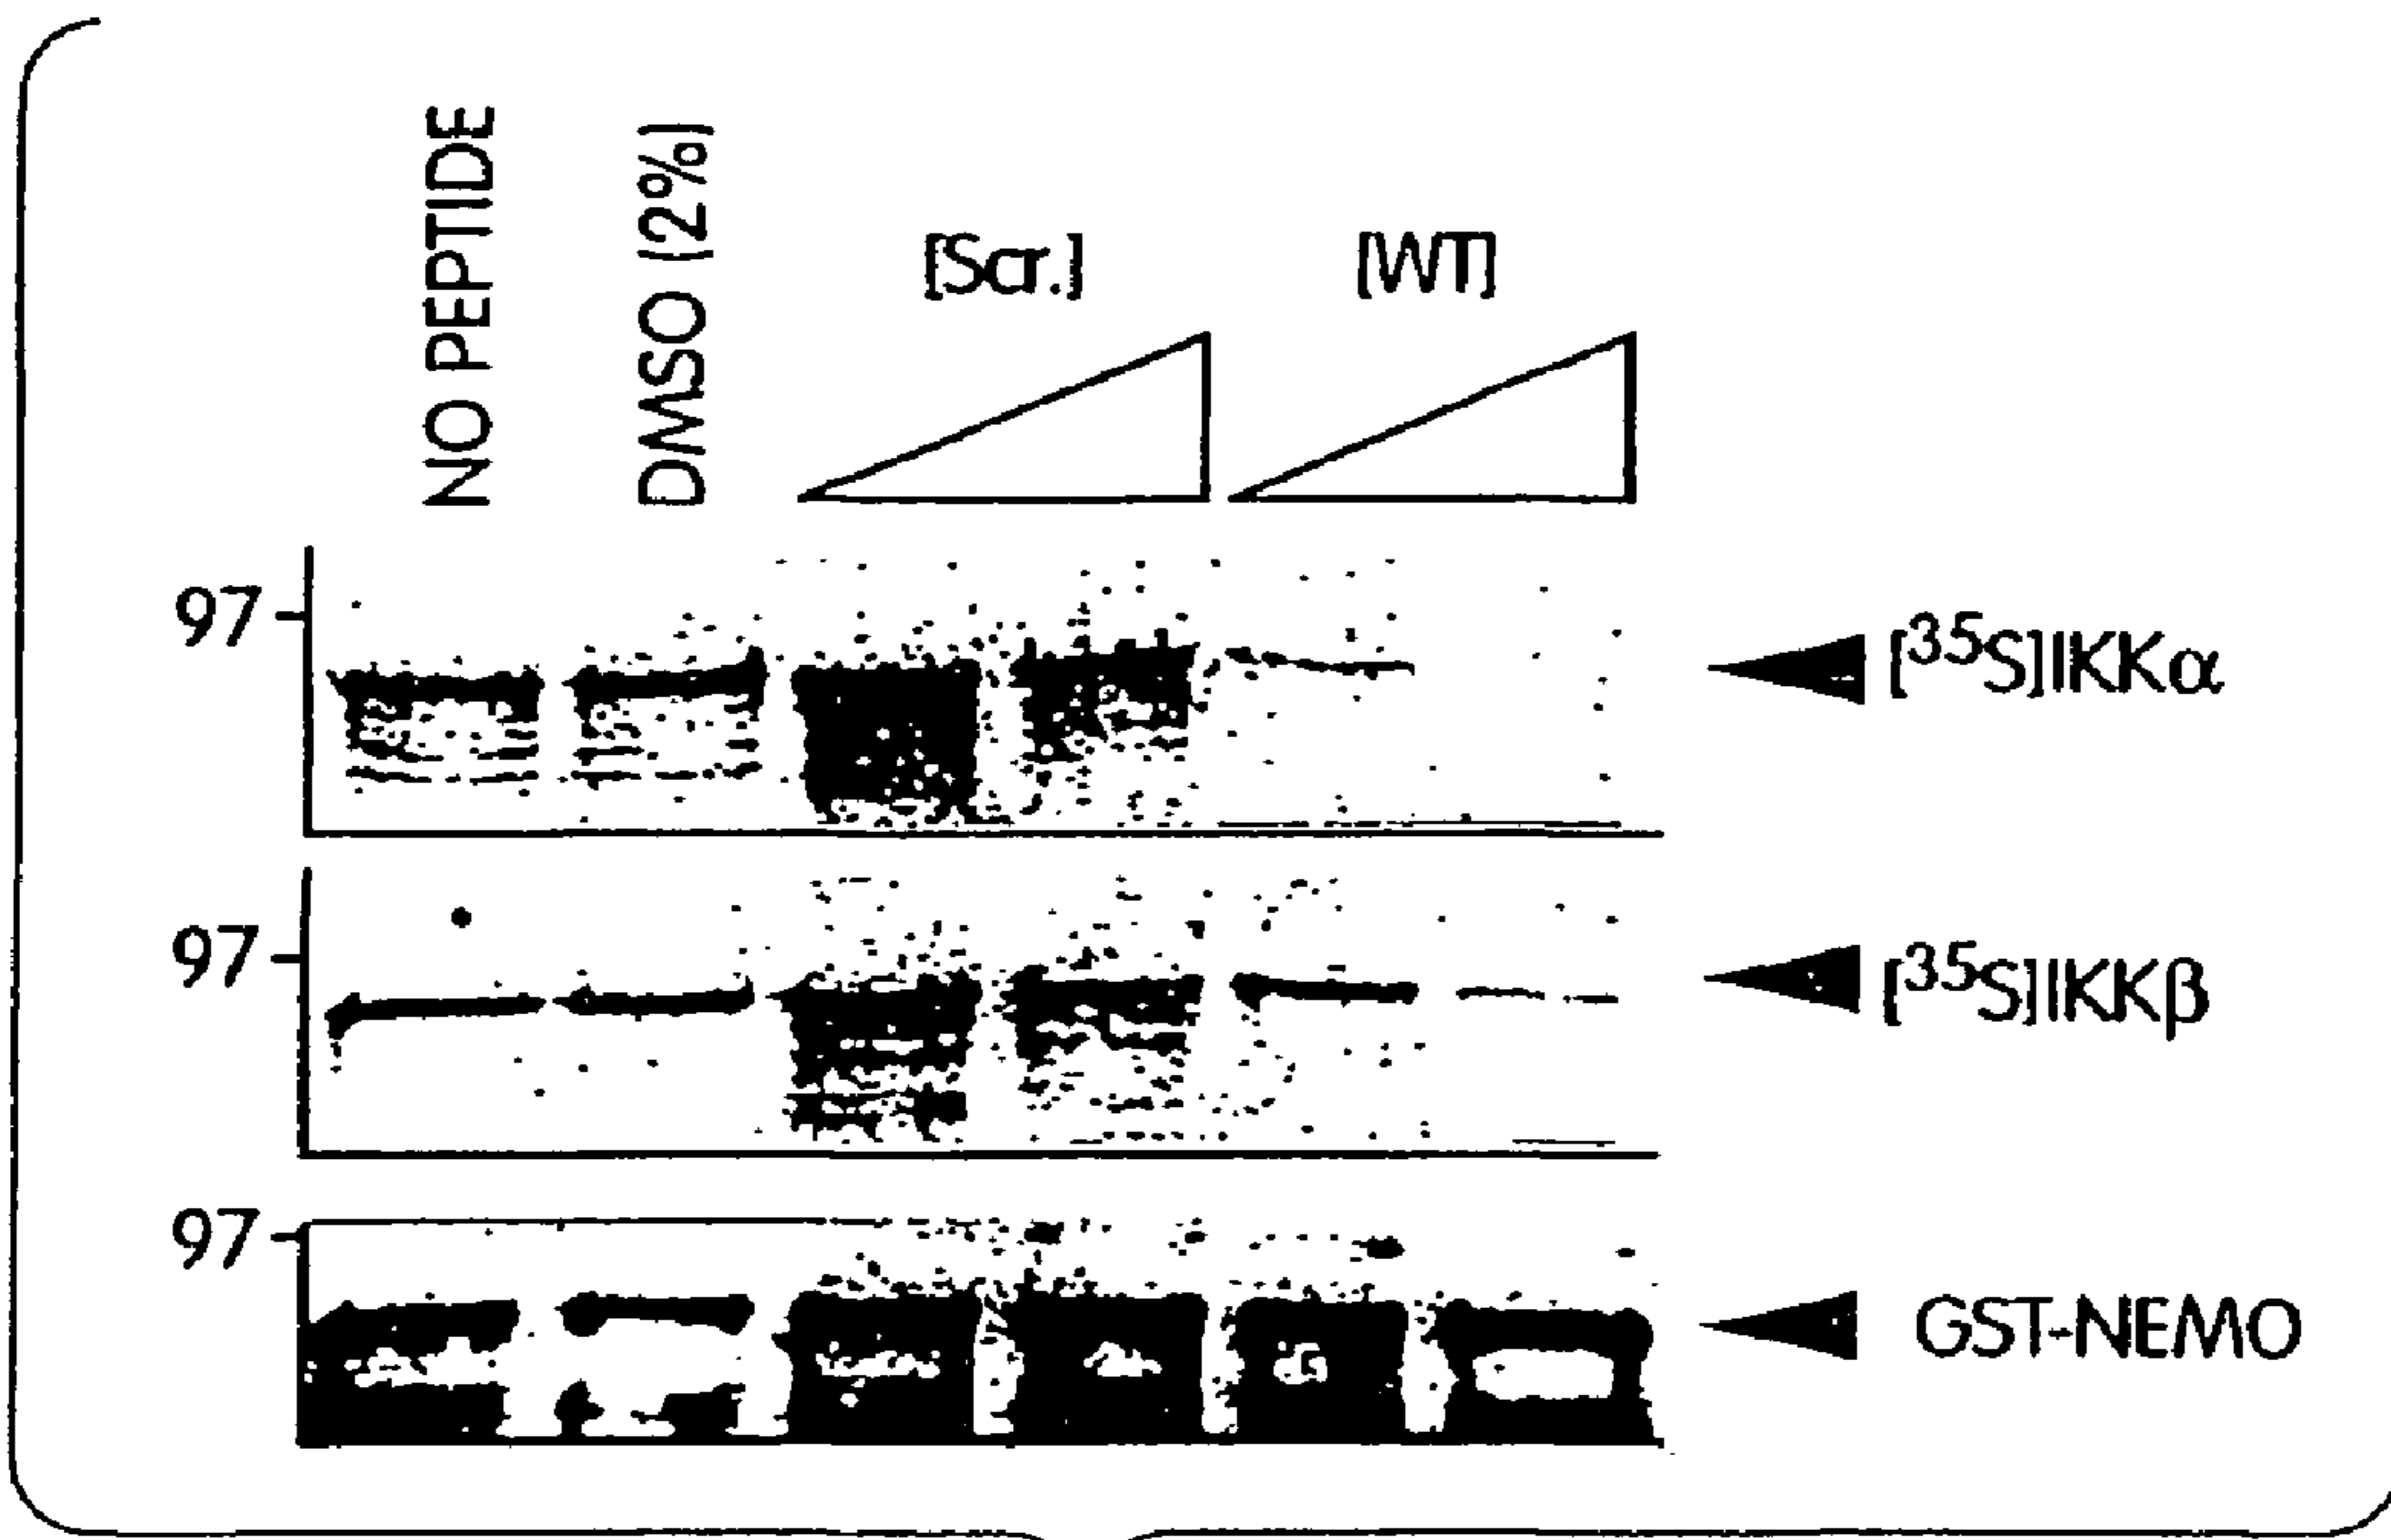 NO PEPTIDE
DMSO (2%)
[Scr.]
[WT]
97
[³⁵S]IKKα
97
[³⁵S]IKKβ
97
GST-NEMO